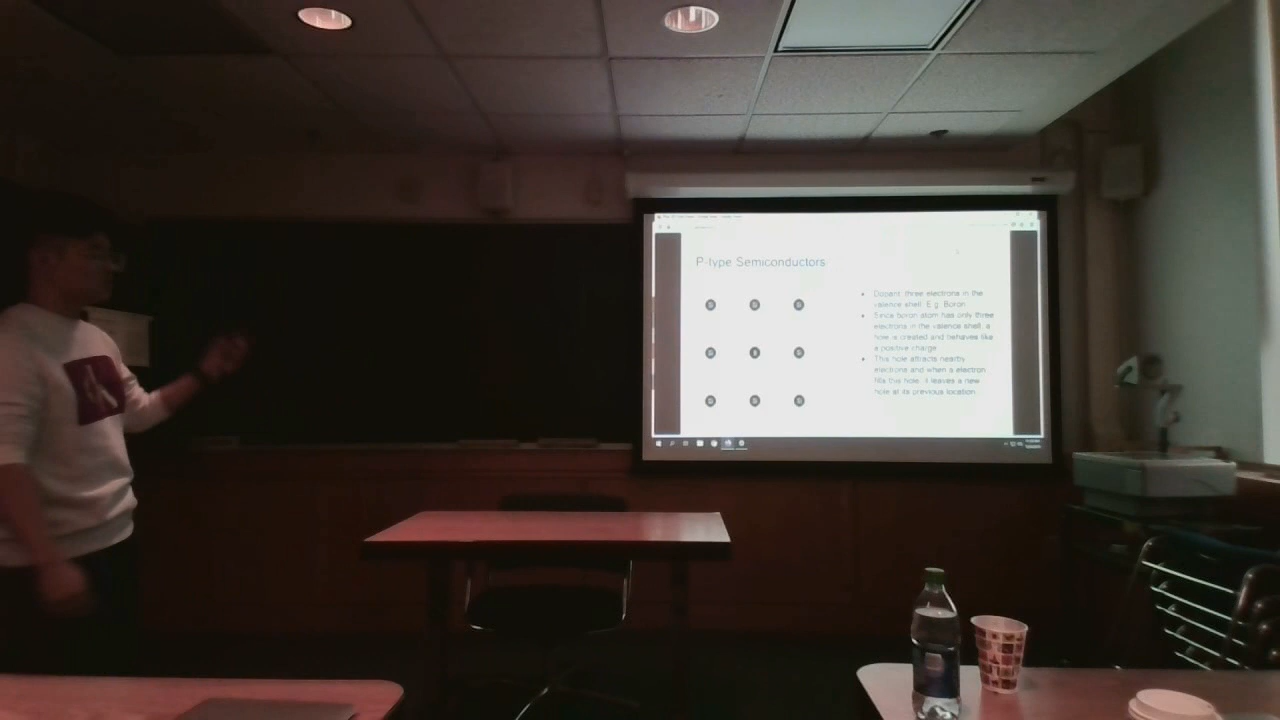 P-type Semiconductors
Dopant: three electrons in the
valence shell. E.g. Boron
Since boron atom has only three
electrons in the valence shell, a
hole is created and behaves like
a positive charge.
This hole attracts nearby
electrons and when a electron
fills this hole, it leaves a new
hole at its previous location.